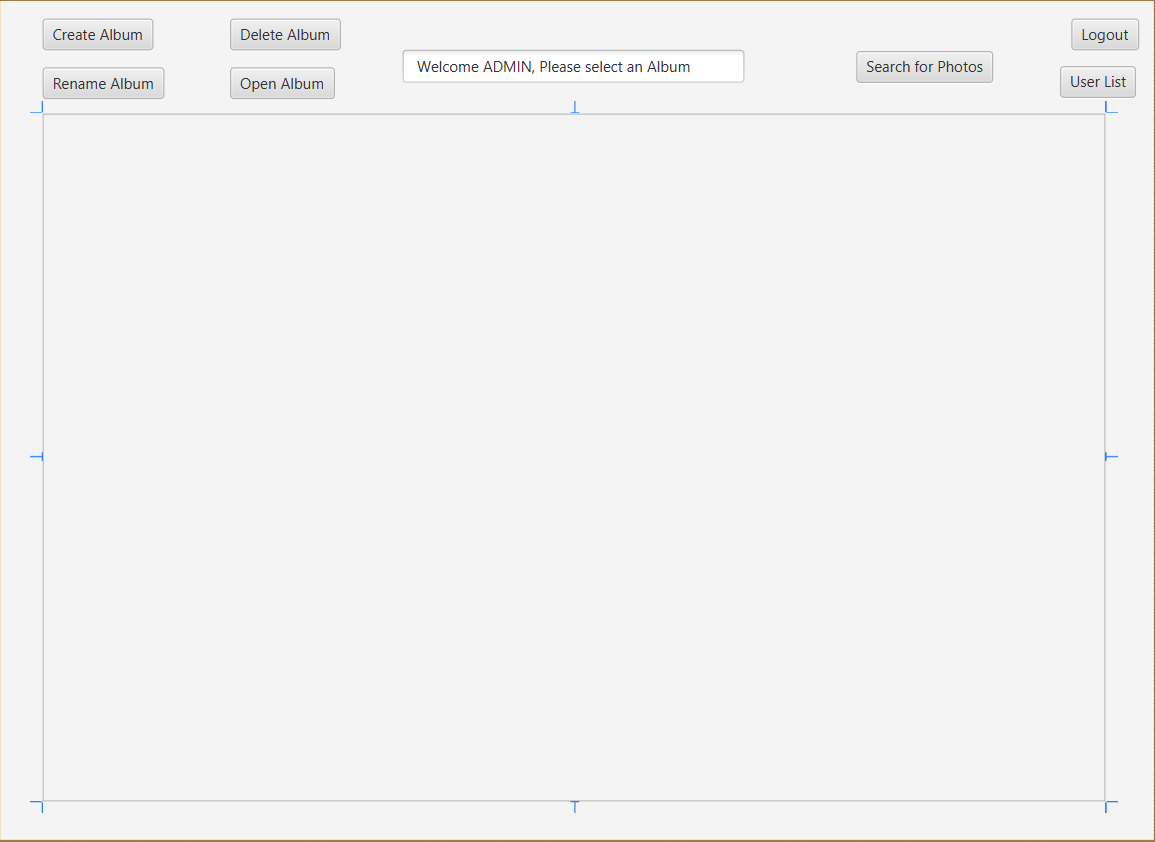 Create Album
Delete Album
Logout
Welcome ADMIN, Please select an Album
Search for Photos
Rename Album
Open Album
User List